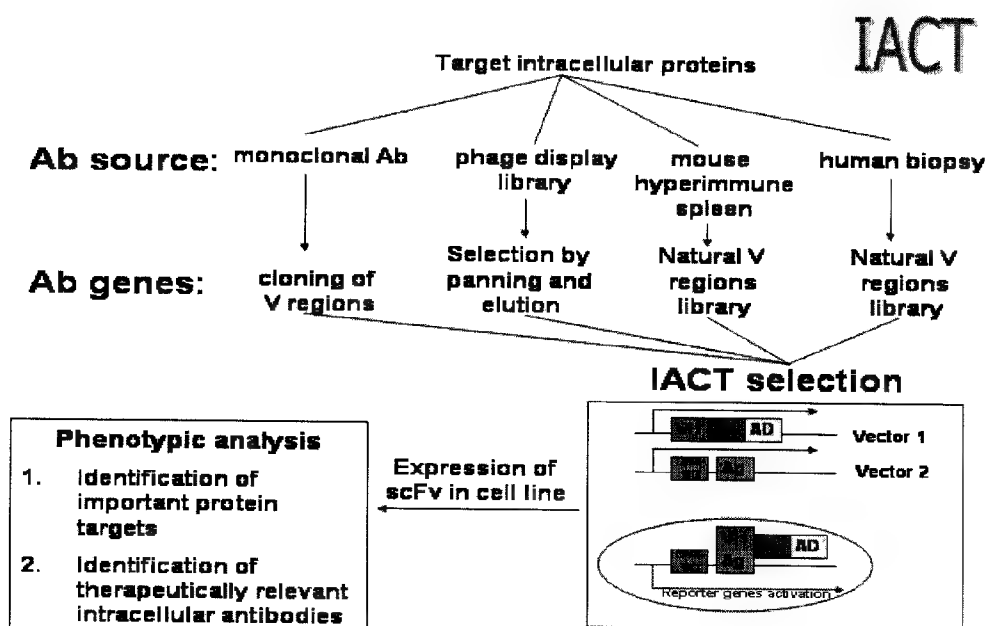 IACT
Target intracellular proteins
Ab source:
monoclonal Ab
phage display
library
mouse
hyperimmune
spleen
human biopsy
Ab genes:
cloning of
V regions
Selection by
panning and
elution
Natural V
regions
library
Natural V
regions
library
IACT selection
AD
Vector 1
Ag
Vector 2
AD
Ag
Reporter genes activation
Expression of
scFv in cell line
Phenotypic analysis
1. Identification of
important protein
targets
2. Identification of
therapeutically relevant
intracellular antibodies